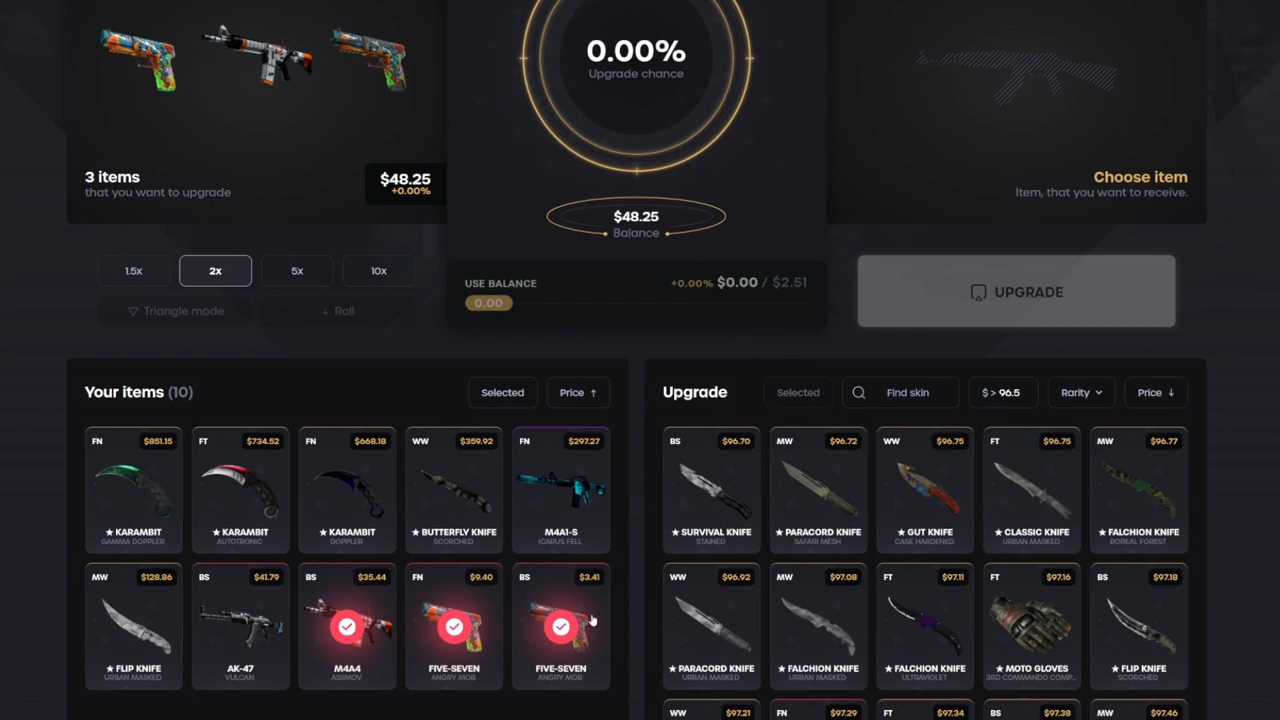 0.00%
Upgrade chance
3 items
that you want to upgrade
$48.25
+0.00%
Choose item
Item, that you want to receive.
$48.25
Balance
1.5x
2x
5x
10x
USE BALANCE
+0.00% $0.00 / $2.51
0.00
UPGRADE
Triangle mode
Roll
Your items (10)
Selected
Price ↑
Upgrade
Selected
Find skin
$ > 96.5
Rarity
Price ↓
FN $851.15
★ KARAMBIT
GAMMA DOPPLER
FT $734.52
★ KARAMBIT
AUTOTRONIC
FN $668.18
★ KARAMBIT
DOPPLER
WW $359.92
★ BUTTERFLY KNIFE
SCORCHED
FN $297.27
M4A1-S
ICARUS FELL
BS $96.70
★ SURVIVAL KNIFE
STAINED
MW $96.72
★ PARACORD KNIFE
SAFARI MESH
WW $96.75
★ GUT KNIFE
CASE HARDENED
FT $96.75
★ CLASSIC KNIFE
URBAN MASKED
MW $96.77
★ FALCHION KNIFE
BOREAL FOREST
MW $128.86
★ FLIP KNIFE
URBAN MASKED
BS $41.79
AK-47
VULCAN
BS $35.44
M4A4
ASIIMOV
FN $9.40
FIVE-SEVEN
ANGRY MOB
BS $3.41
FIVE-SEVEN
ANGRY MOB
WW $96.92
★ PARACORD KNIFE
URBAN MASKED
MW $97.08
★ FALCHION KNIFE
URBAN MASKED
FT $97.11
★ FALCHION KNIFE
ULTRAVIOLET
FT $97.16
★ MOTO GLOVES
3RD COMMANDO COMP...
BS $97.18
★ FLIP KNIFE
SCORCHED
WW $97.21
FN $97.29
FT $97.34
BS $97.38
MW $97.46